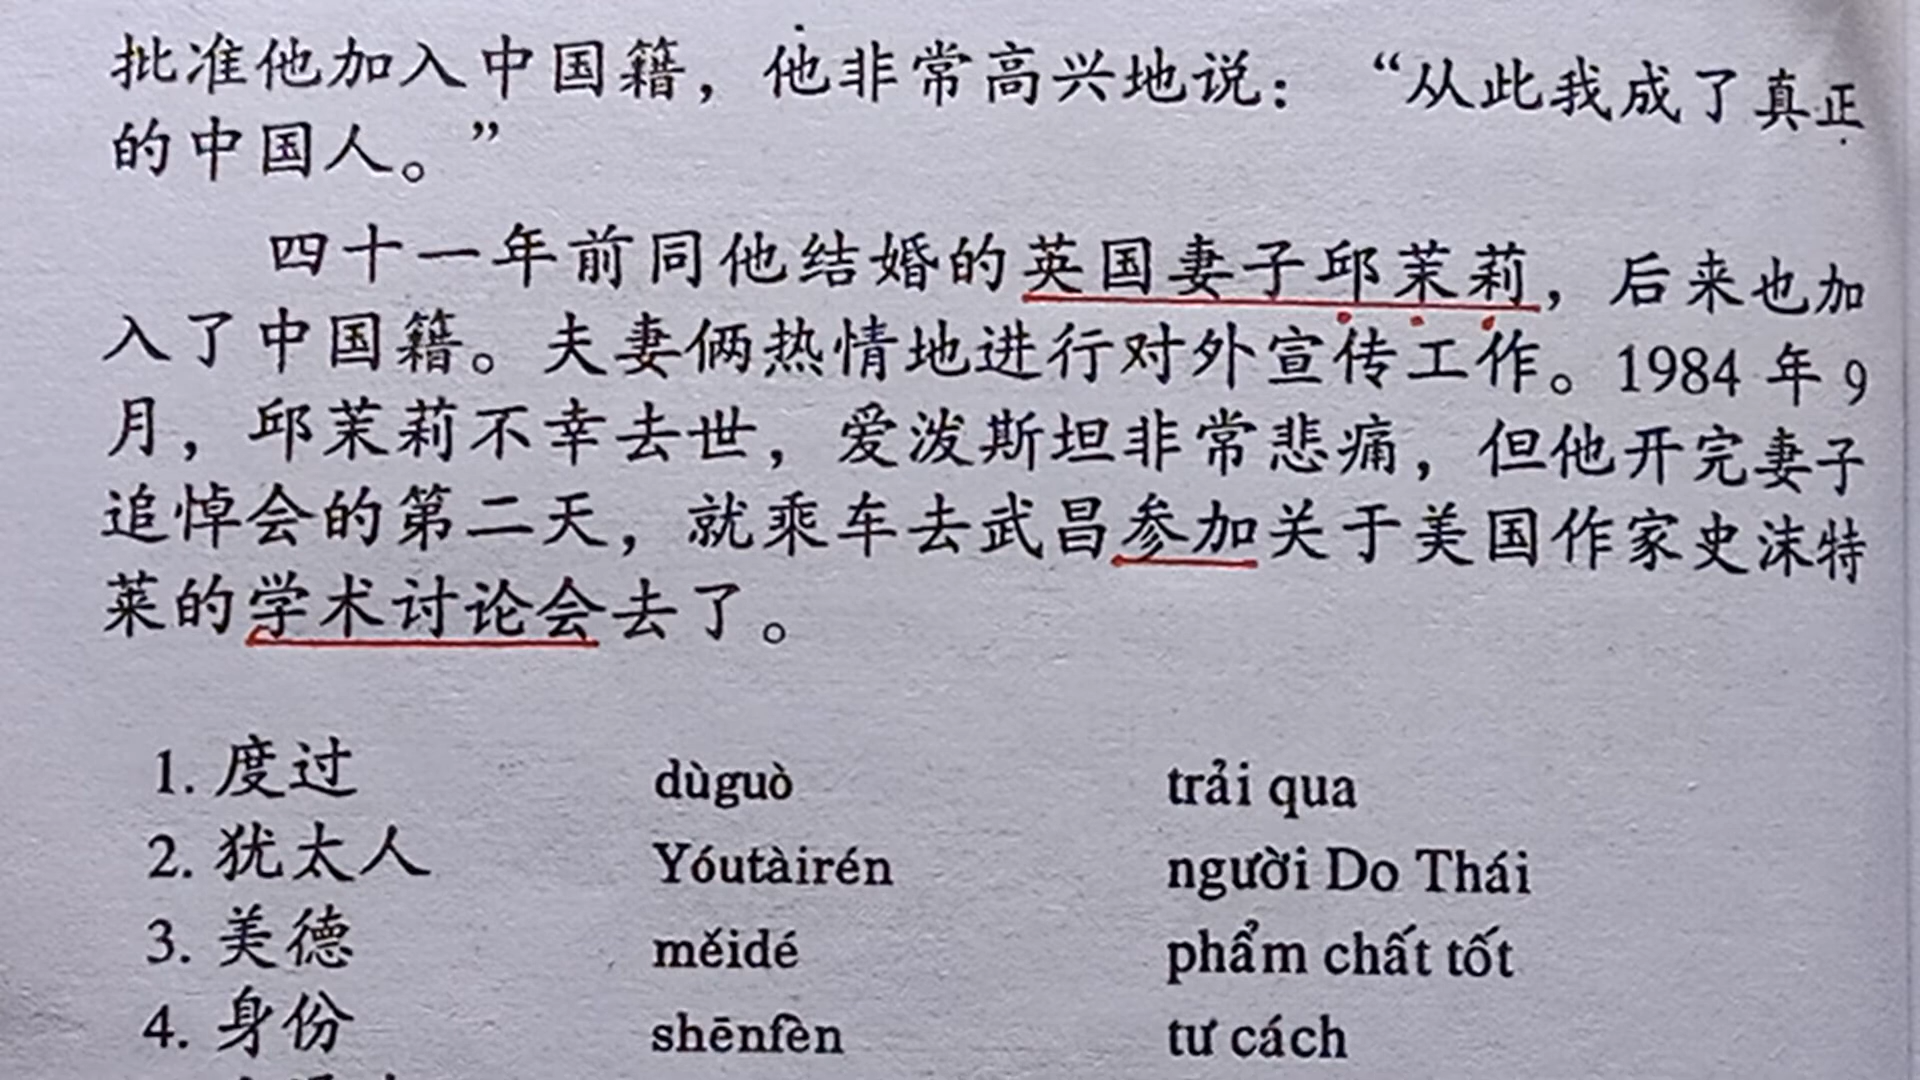 批准他加入中国籍，他非常高兴地说：“从此我成了真正
的中国人。”
四十一年前同他结婚的英国妻子邱茉莉，后来也加
入了中国籍。夫妻俩热情地进行对外宣传工作。1984 年 9
月，邱茉莉不幸去世，爱泼斯坦非常悲痛，但他开完妻子
追悼会的第二天，就乘车去武昌参加关于美国作家史沫特
莱的学术讨论会去了。
1. 度过 dùguò trải qua
2. 犹太人 Yóutàirén người Do Thái
3. 美德 měidé phẩm chất tốt
4. 身份 shēnfèn tư cách